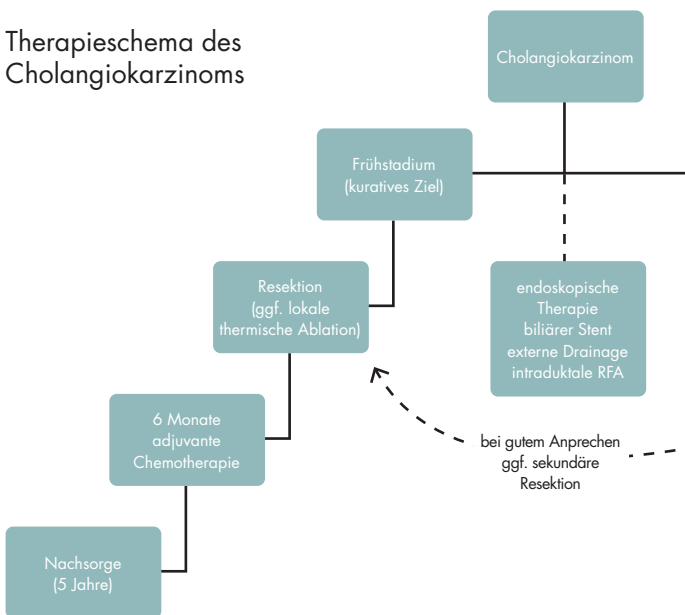 Therapieschema des
Cholangiokarzinoms
Cholangiokarzinom
Frühstadium
(kuratives Ziel)
Resektion
(ggf. lokale
thermische Ablation)
endoskopische
Therapie
biliärer Stent
externe Drainage
intraduktale RFA
6 Monate
adjuvante
Chemotherapie
bei gutem Anprechen
ggf. sekundäre
Resektion
Nachsorge
(5 Jahre)